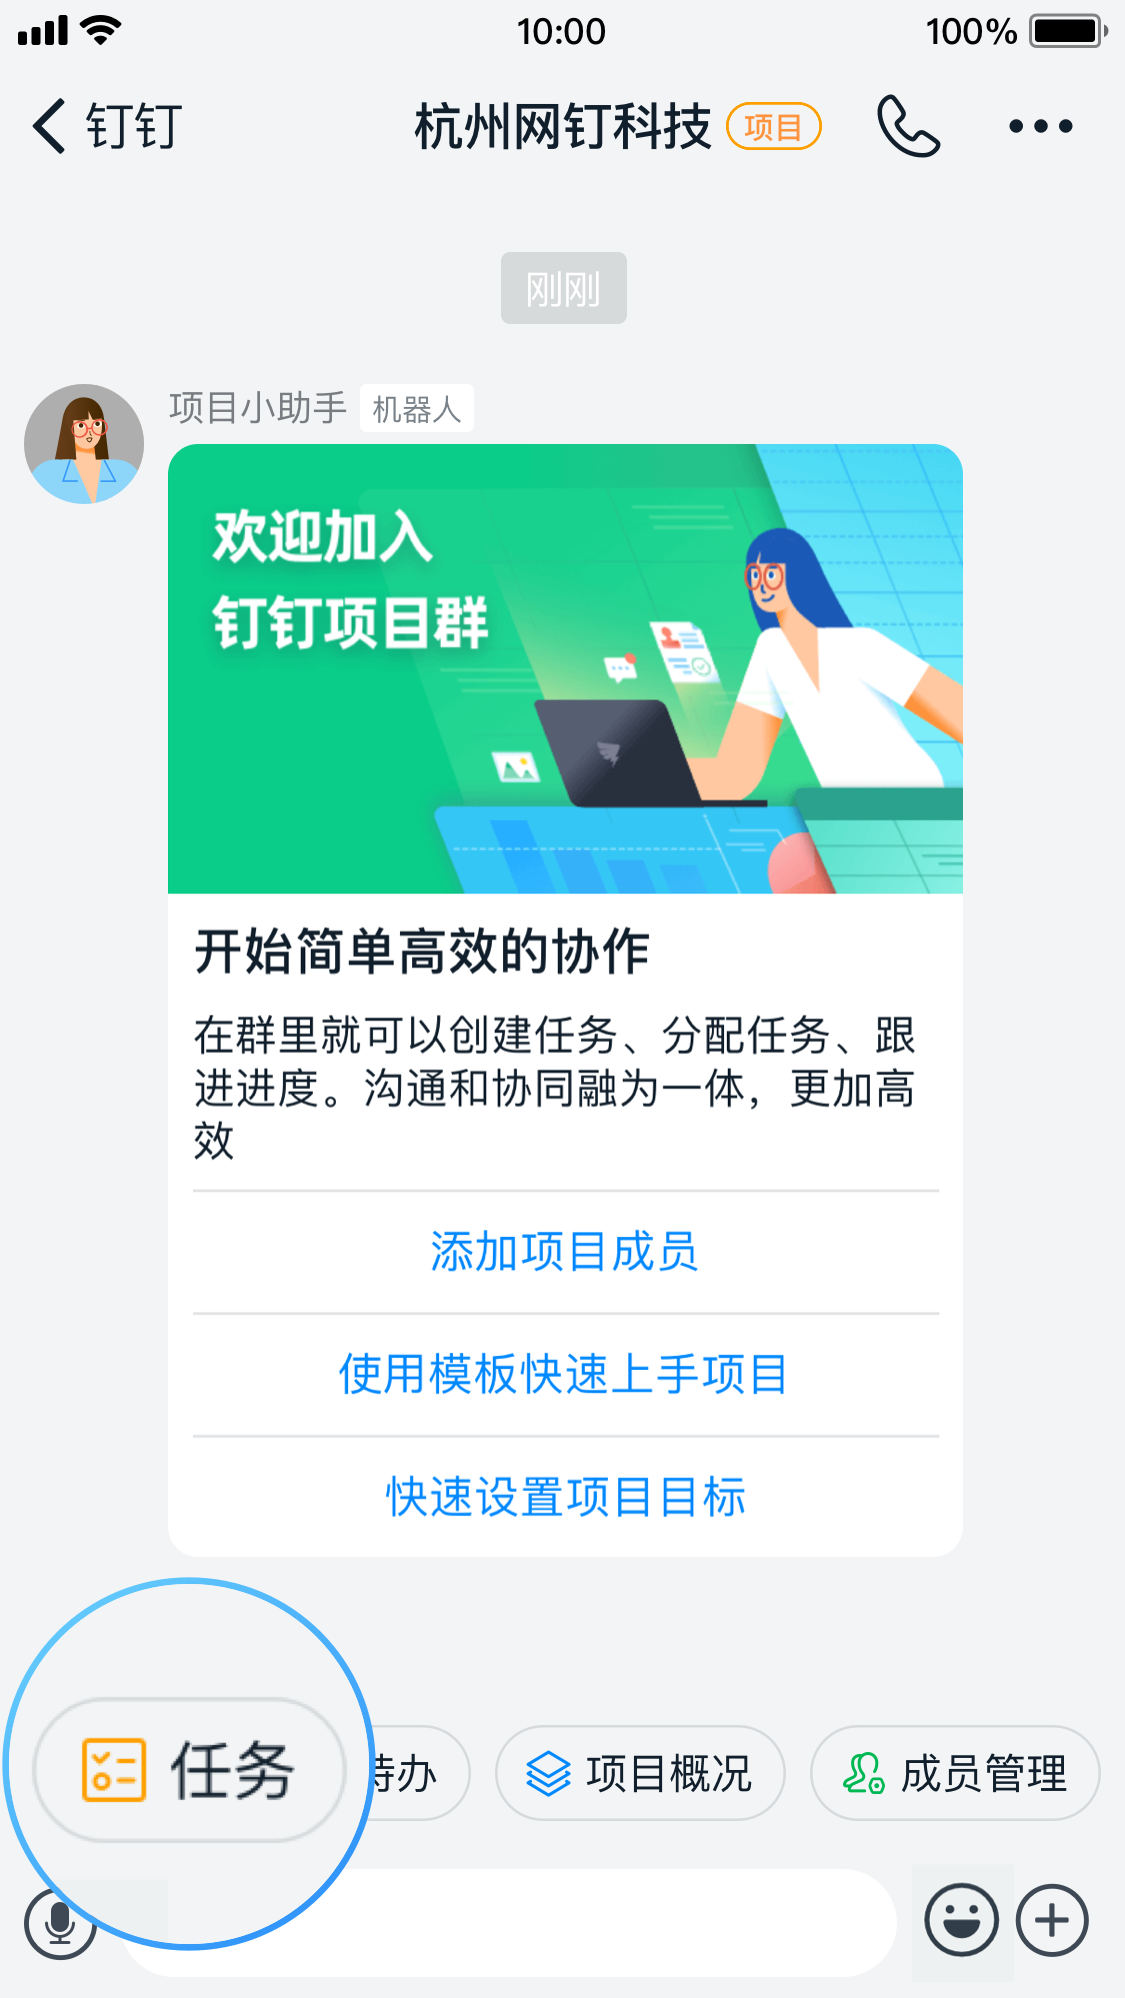 10:00
100%
钉钉
杭州网钉科技 项目
刚刚
项目小助手 机器人
欢迎加入
钉钉项目群
开始简单高效的协作
在群里就可以创建任务、分配任务、跟
进进度。沟通和协同融为一体，更加高
效
添加项目成员
使用模板快速上手项目
快速设置项目目标
任务
待办
项目概况
成员管理